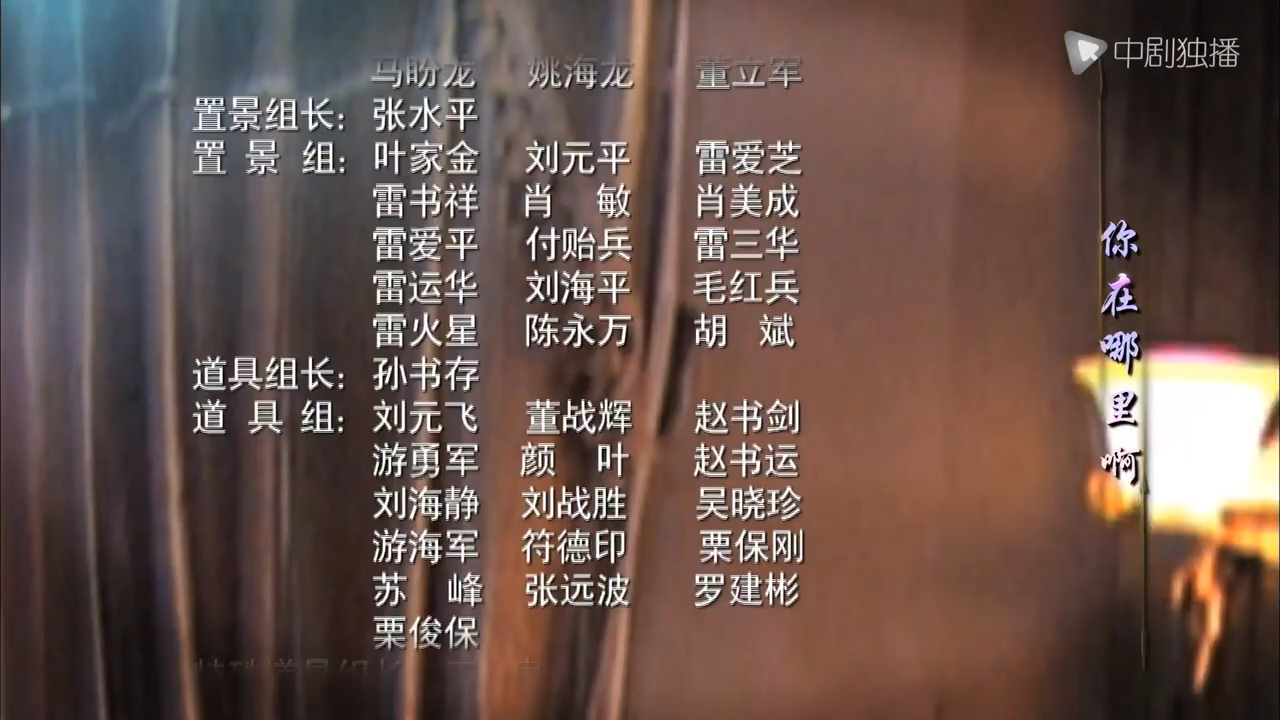 中剧独播
马盼龙 姚海龙 董立军
置景组长：张水平
置 景 组：叶家金 刘元平 雷爱芝
雷书祥 肖 敏 肖美成
雷爱平 付贻兵 雷三华
雷运华 刘海平 毛红兵
雷火星 陈永万 胡 斌
道具组长：孙书存
道 具 组：刘元飞 董战辉 赵书剑
游勇军 颜 叶 赵书运
刘海静 刘战胜 吴晓珍
游海军 符德印 栗保刚
苏 峰 张远波 罗建彬
栗俊保
你在哪里啊